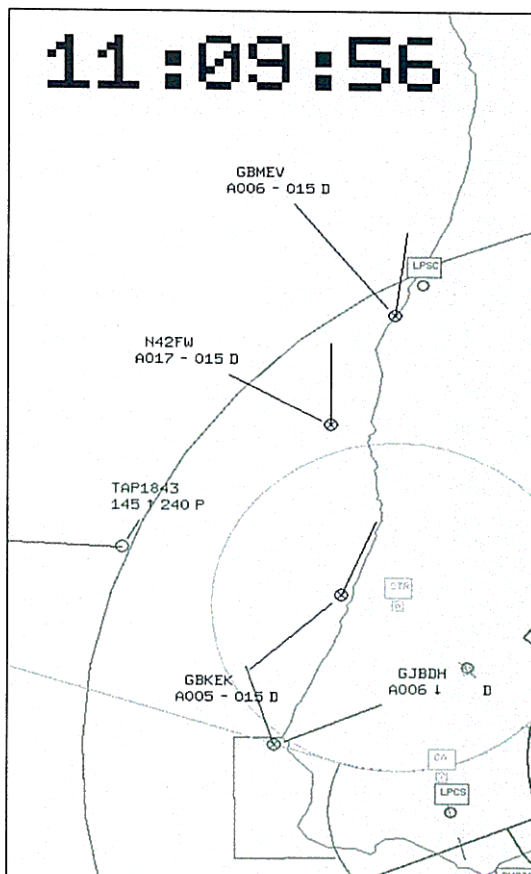 11:09:56
GBMEV
A006 - 015 D
LPSC
N42FW
A017 - 015 D
TAP1843
145 ↑ 240 P
CTR
GBKEK
A005 - 015 D
GJBDH
A006 ↓ D
CA
LPCS